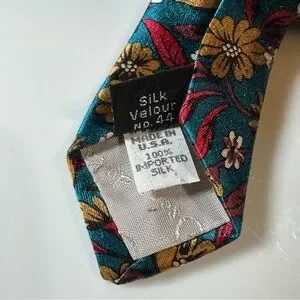 Silk
Velour
No. 44
MADE IN
U.S.A.
100%
IMPORTED
SILK